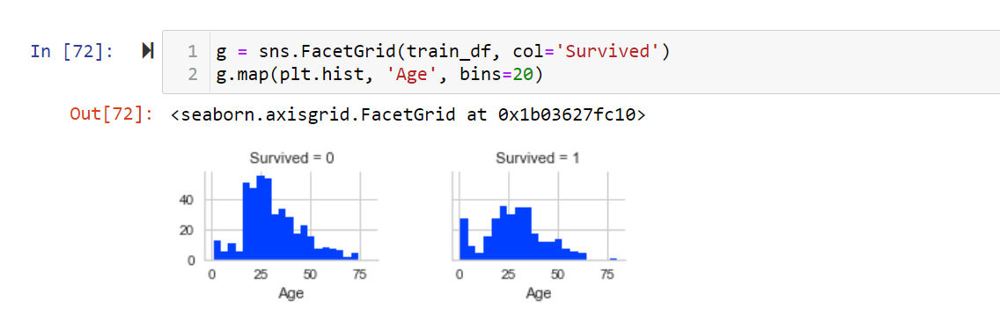 In [72]:
1 g = sns.FacetGrid(train_df, col='Survived')
2 g.map(plt.hist, 'Age', bins=20)
Out[72]: <seaborn.axisgrid.FacetGrid at 0x1b03627fc10>
Survived = 0
40
20
0
0 25 50 75
Age
Survived = 1
0 25 50 75
Age